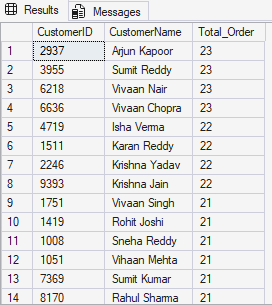 Results Messages
CustomerID CustomerName Total_Order
1 2937 Arjun Kapoor 23
2 3955 Sumit Reddy 23
3 6218 Vivaan Nair 23
4 6636 Vivaan Chopra 23
5 4719 Isha Verma 22
6 1511 Karan Reddy 22
7 2246 Krishna Yadav 22
8 9393 Krishna Jain 22
9 1751 Vivaan Singh 21
10 1419 Rohit Joshi 21
11 1008 Sneha Reddy 21
12 1051 Vihaan Mehta 21
13 7369 Sumit Kumar 21
14 8170 Rahul Sharma 21